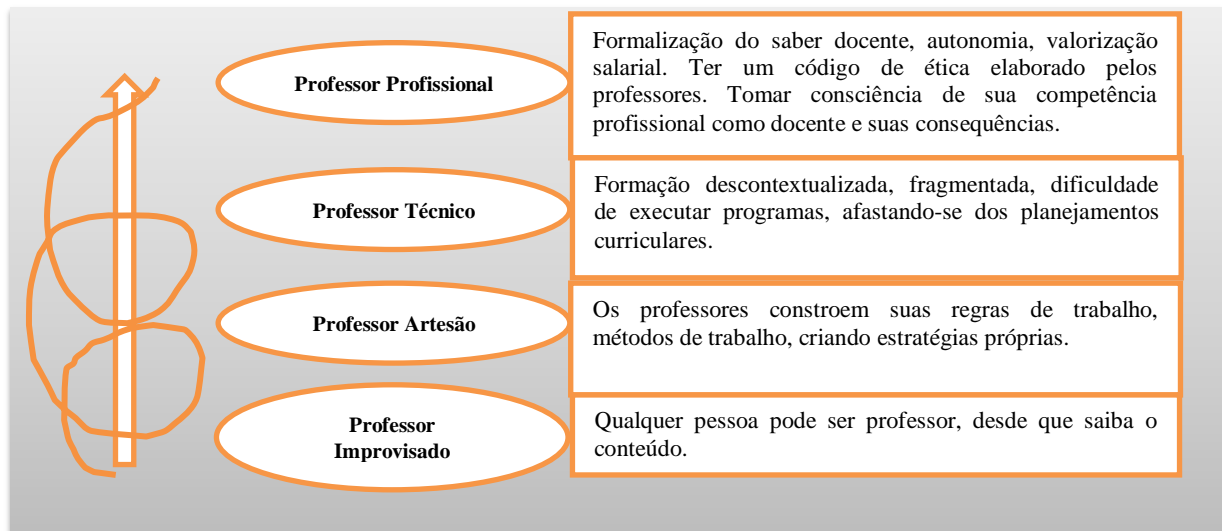 Professor Profissional
Formalização do saber docente, autonomia, valorização
salarial. Ter um código de ética elaborado pelos
professores. Tomar consciência de sua competência
profissional como docente e suas consequências.
Professor Técnico
Formação descontextualizada, fragmentada, dificuldade
de executar programas, afastando-se dos planejamentos
curriculares.
Professor Artesão
Os professores constroem suas regras de trabalho,
métodos de trabalho, criando estratégias próprias.
Professor
Improvisado
Qualquer pessoa pode ser professor, desde que saiba o
conteúdo.